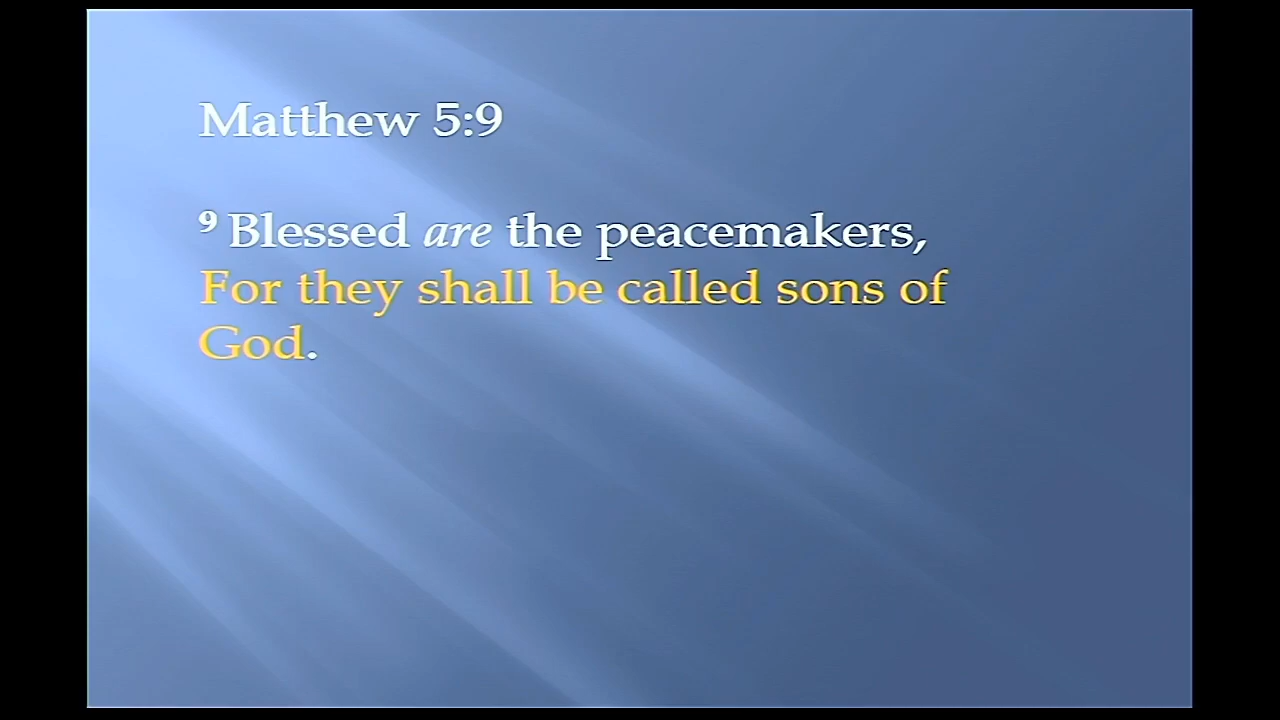 Matthew 5:9
9 Blessed are the peacemakers,
For they shall be called sons of
God.